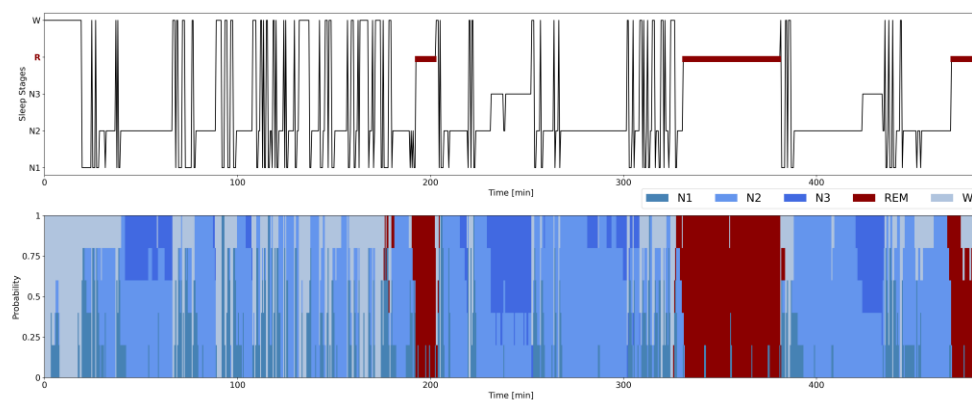 W
R
N3
N2
N1
Sleep Stages
0 100 200 300 400
Time [min]
N1 N2 N3 REM W
1
0.75
0.5
0.25
0
Probability
0 100 200 300 400
Time [min]